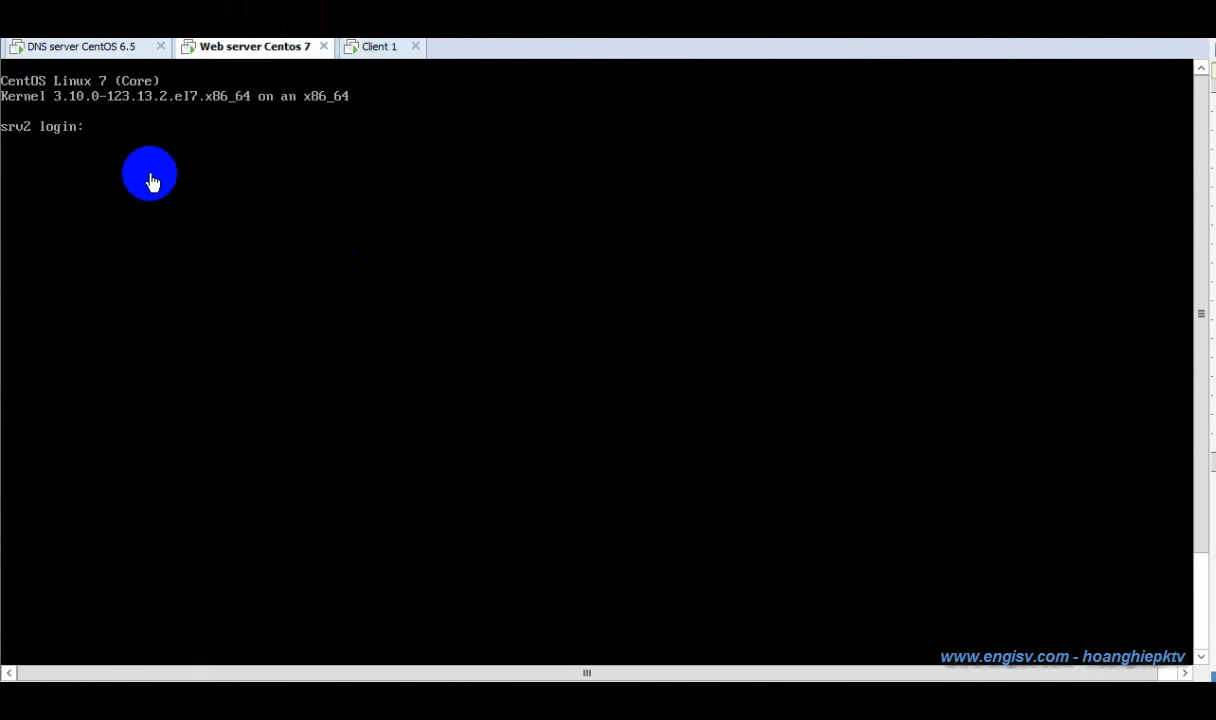 DNS server CentOS 6.5
Web server Centos 7
Client 1
CentOS Linux 7 (Core)
Kernel 3.10.0-123.13.2.el7.x86_64 on an x86_64
srv2 login:
www.engisv.com - hoanghiepktv